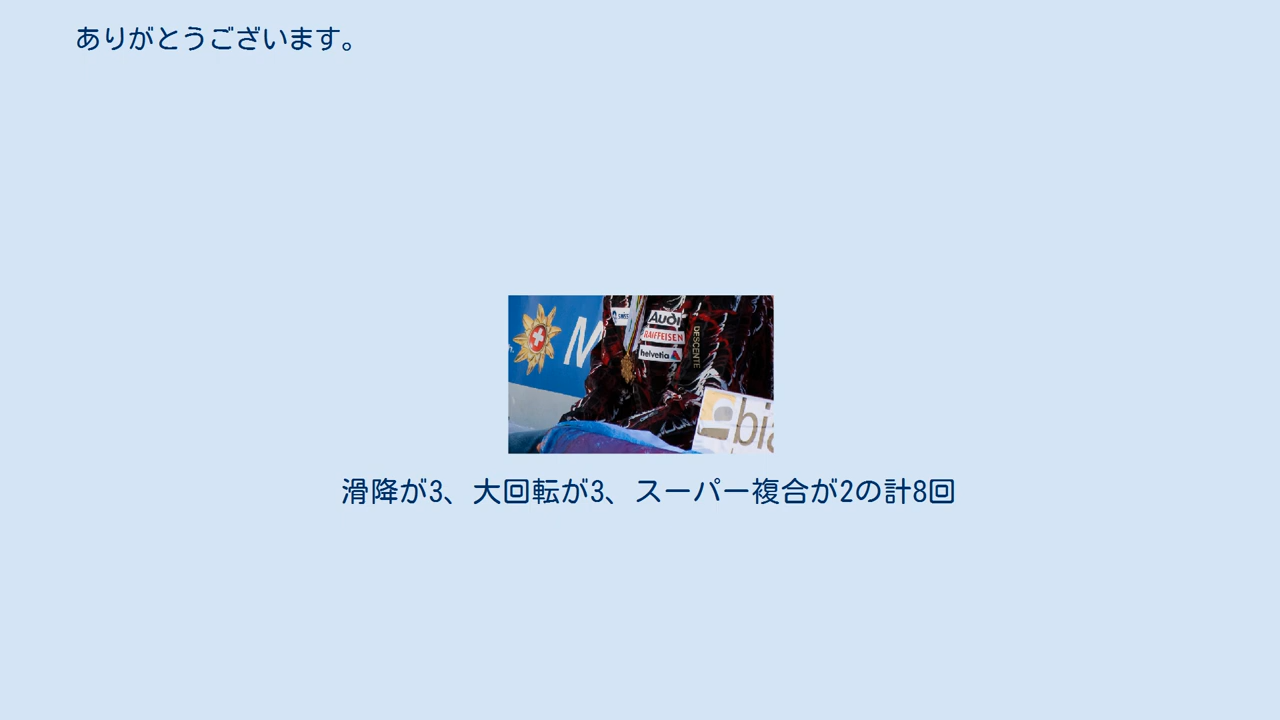 ありがとうございます。
M
Audi
RAIFFEISEN
helvetia
DESCENTE
滑降が3、大回転が3、スーパー複合が2の計8回